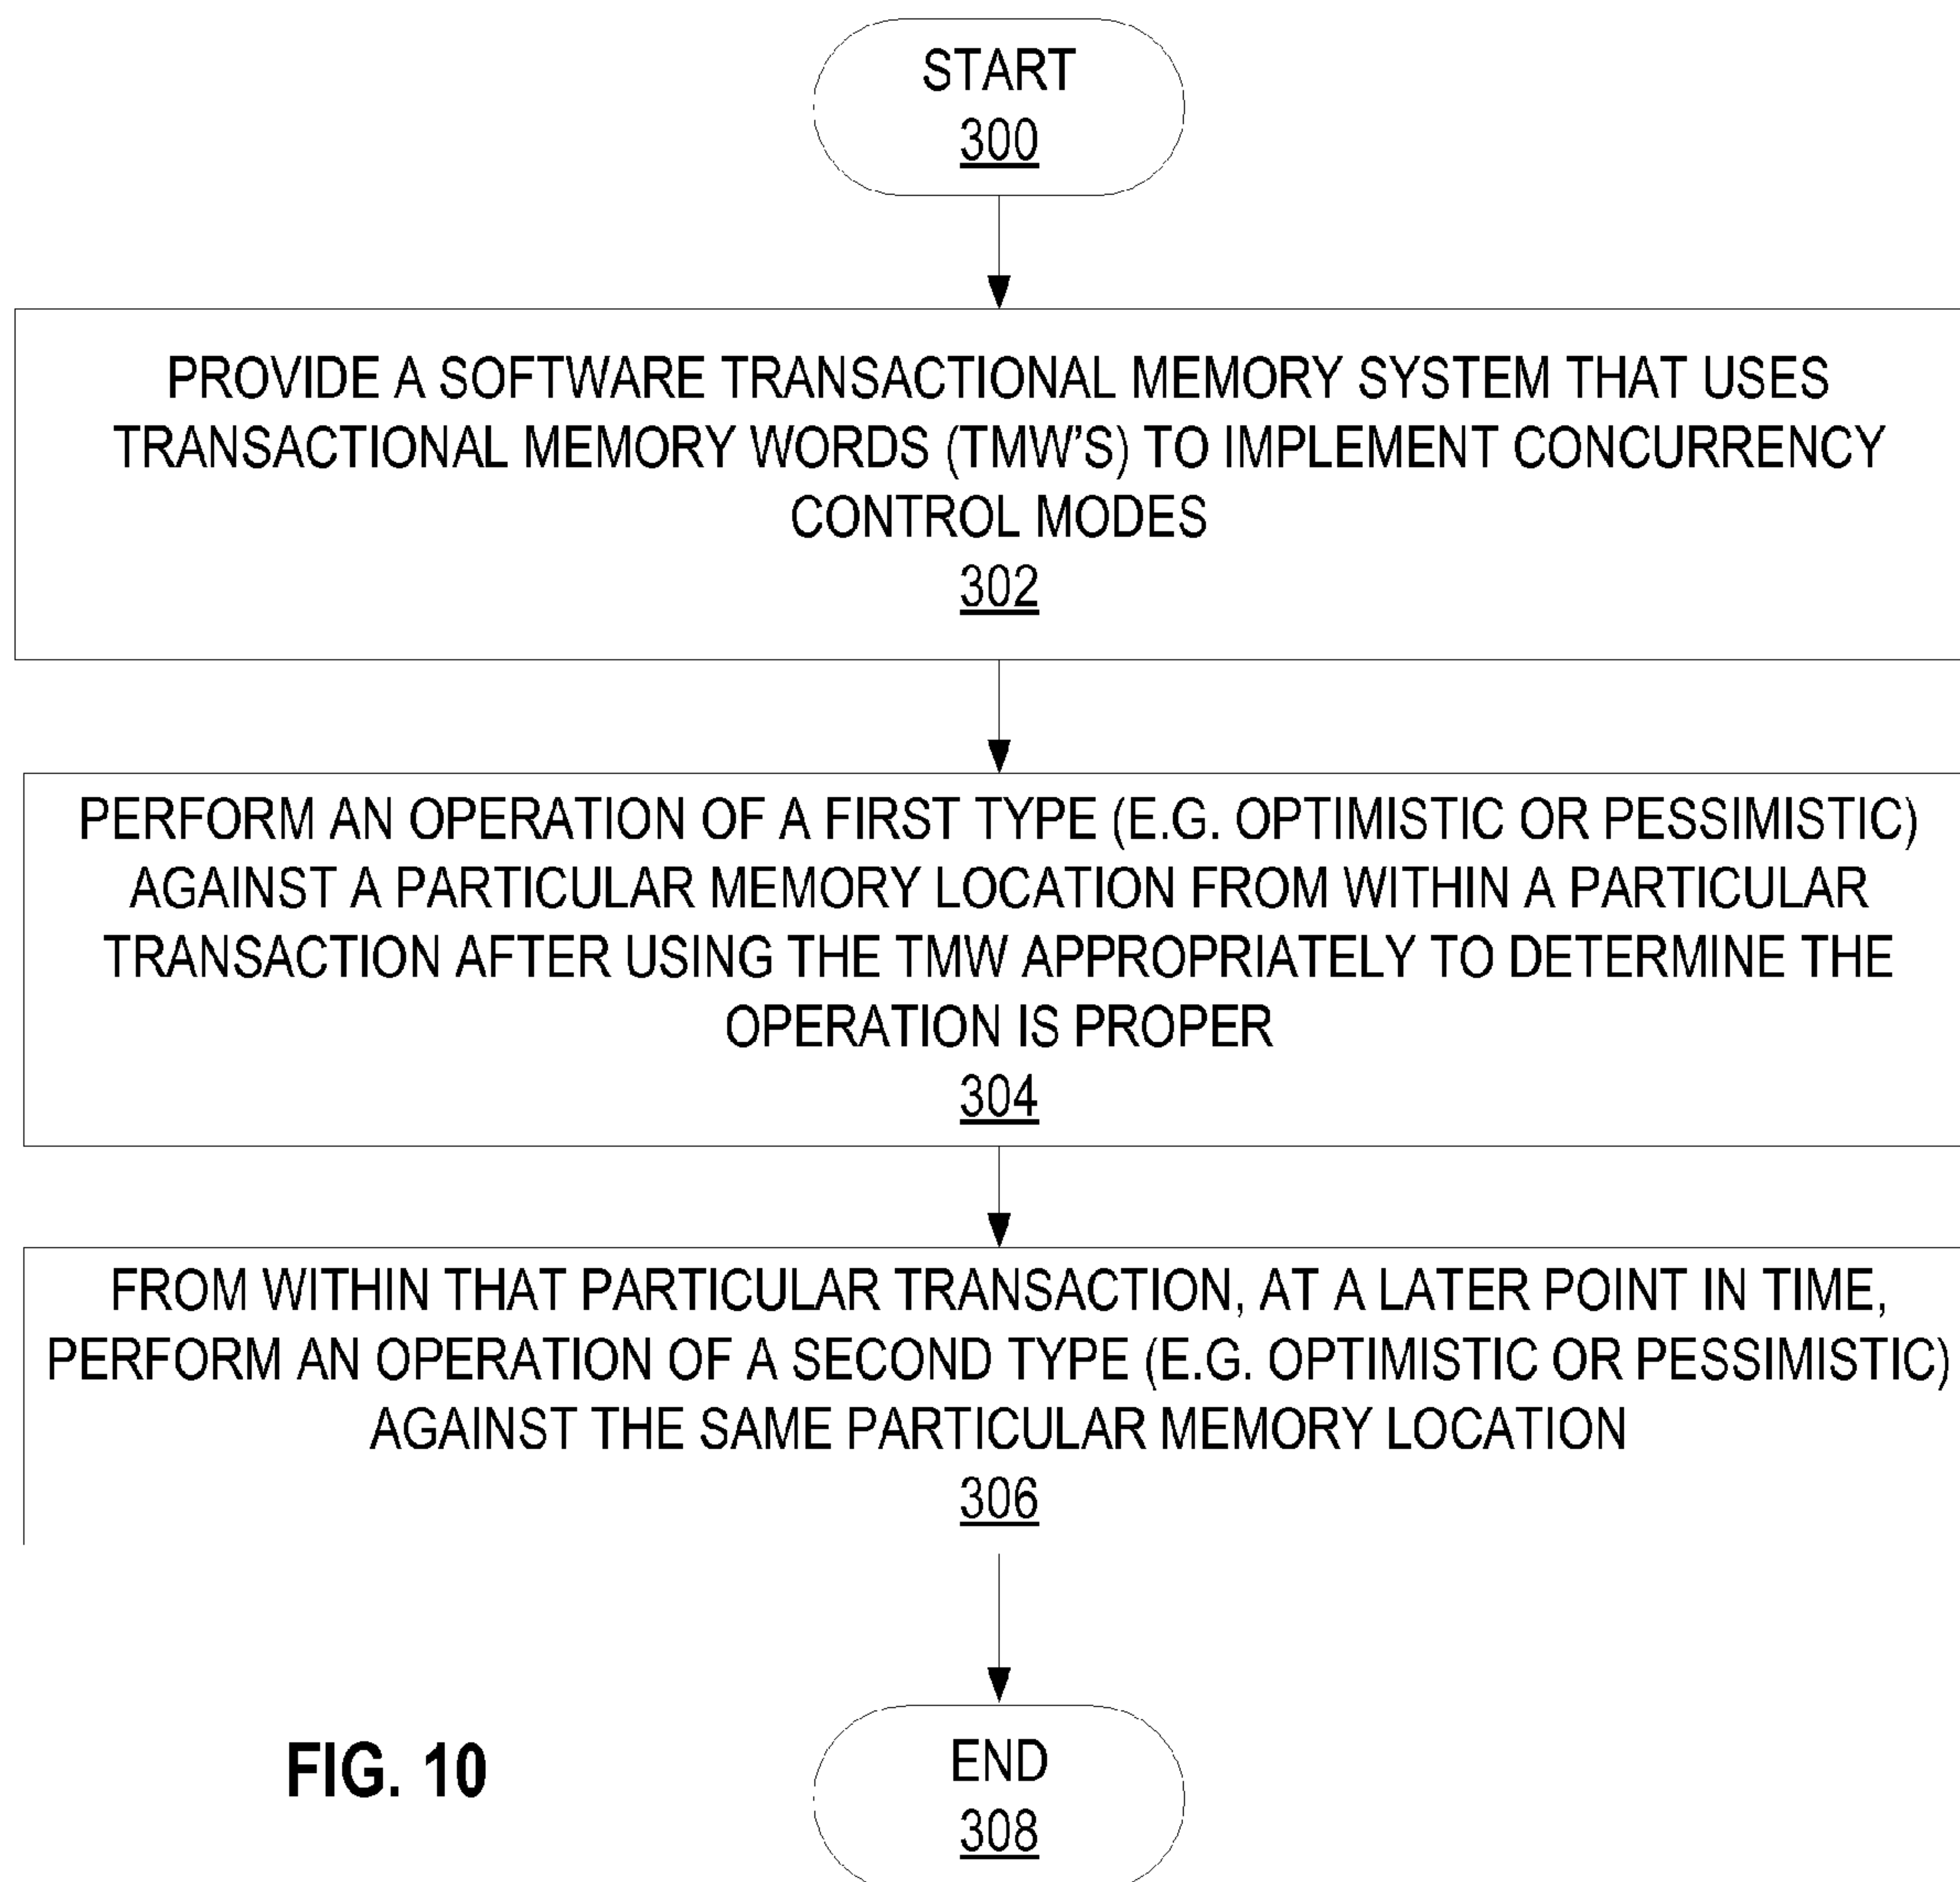 START
300
PROVIDE A SOFTWARE TRANSACTIONAL MEMORY SYSTEM THAT USES
TRANSACTIONAL MEMORY WORDS (TMW'S) TO IMPLEMENT CONCURRENCY
CONTROL MODES
302
PERFORM AN OPERATION OF A FIRST TYPE (E.G. OPTIMISTIC OR PESSIMISTIC)
AGAINST A PARTICULAR MEMORY LOCATION FROM WITHIN A PARTICULAR
TRANSACTION AFTER USING THE TMW APPROPRIATELY TO DETERMINE THE
OPERATION IS PROPER
304
FROM WITHIN THAT PARTICULAR TRANSACTION, AT A LATER POINT IN TIME,
PERFORM AN OPERATION OF A SECOND TYPE (E.G. OPTIMISTIC OR PESSIMISTIC)
AGAINST THE SAME PARTICULAR MEMORY LOCATION
306
FIG. 10
END
308